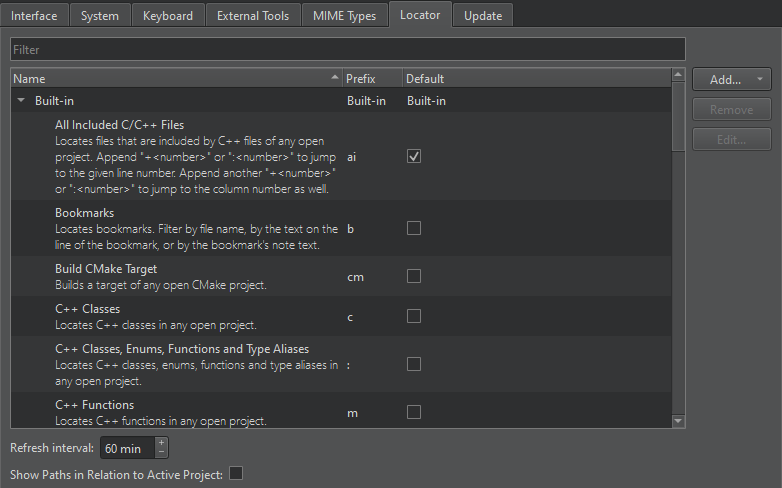 Interface System Keyboard External Tools MIME Types Locator Update
Filter
Name Prefix Default
Add...
Built-in Built-in Built-in
Remove
All Included C/C++ Files
Locates files that are included by C++ files of any open
project. Append "+<number>" or ":<number>" to jump
to the given line number. Append another "+<number>"
or ":<number>" to jump to the column number as well.
ai
Edit...
Bookmarks
Locates bookmarks. Filter by file name, by the text on the
line of the bookmark, or by the bookmark's note text.
b
Build CMake Target
Builds a target of any open CMake project.
cm
C++ Classes
Locates C++ classes in any open project.
c
C++ Classes, Enums, Functions and Type Aliases
Locates C++ classes, enums, functions and type aliases in
any open project.
:
C++ Functions
Locates C++ functions in any open project.
m
Refresh interval: 60 min
Show Paths in Relation to Active Project: